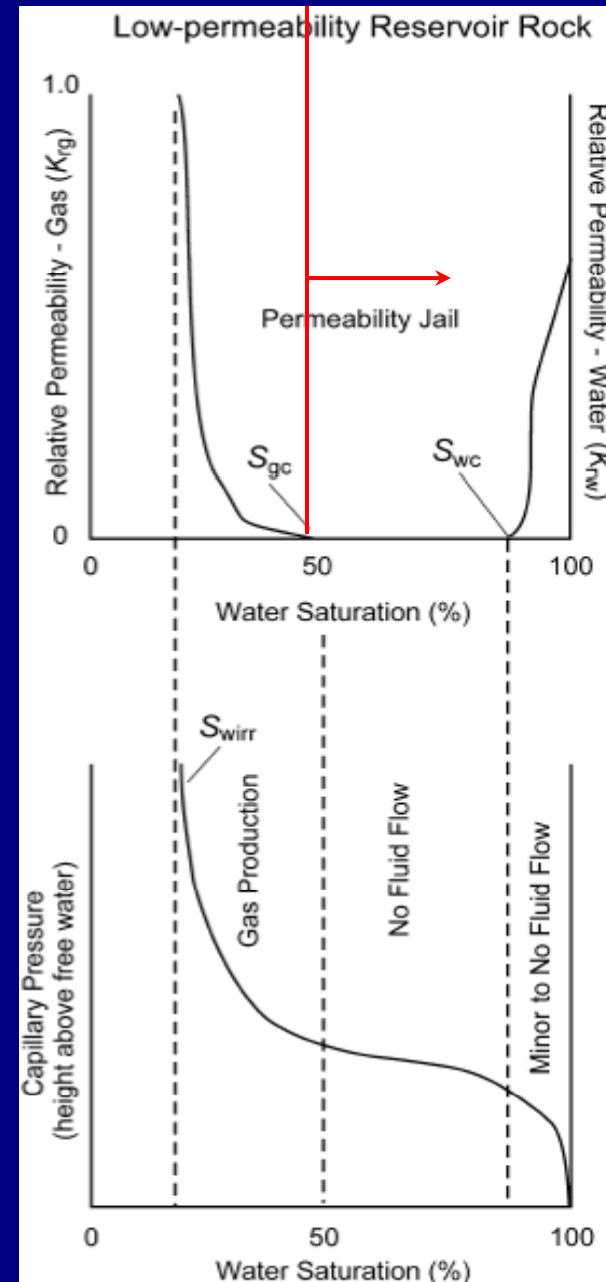 Low-permeability Reservoir Rock
1.0
Relative Permeability - Gas (Krg)
Relative Permeability - Water (Krw)
Permeability Jail
Sgc
Swc
0
0
50
100
Water Saturation (%)
Swirr
Gas Production
No Fluid Flow
Minor to No Fluid Flow
Capillary Pressure
(height above free water)
0
50
100
Water Saturation (%)